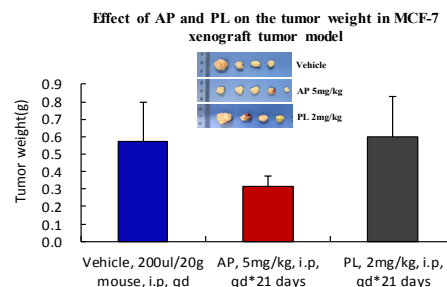 Effect of AP and PL on the tumor weight in MCF-7
xenograft tumor model
Vehicle
AP 5mg/kg
PL 2mg/kg
Tumor weight(g)
0.9
0.8
0.7
0.6
0.5
0.4
0.3
0.2
0.1
0.0
Vehicle, 200ul/20g
mouse, i.p, qd
AP, 5mg/kg, i.p,
qd*21 days
PL, 2mg/kg, i.p,
qd*21 days